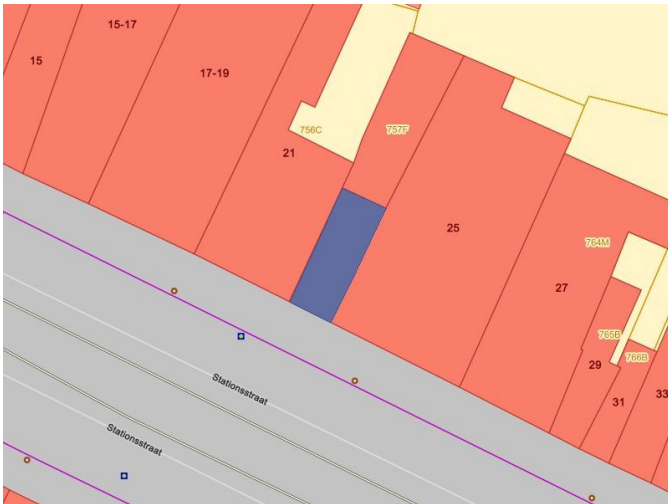 15-17
15
17-19
756C
757F
21
25
764M
27
765B
766B
29
33
31
Stationsstraat
Stationsstraat